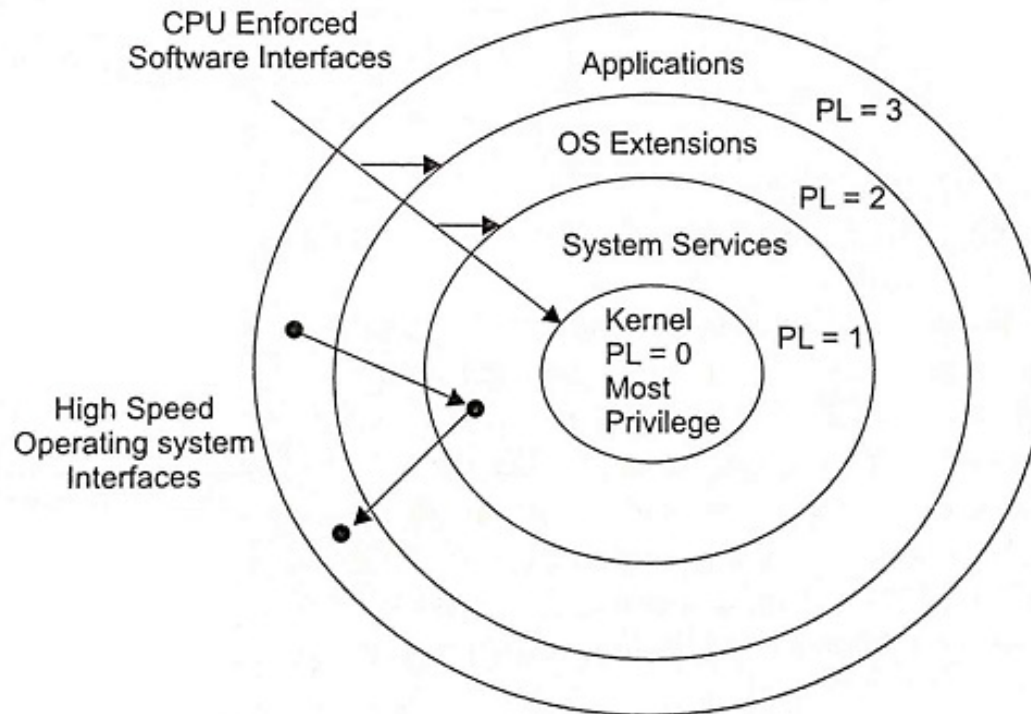 CPU Enforced
Software Interfaces
Applications
PL = 3
OS Extensions
PL = 2
System Services
PL = 1
Kernel
PL = 0
Most
Privilege
High Speed
Operating system
Interfaces